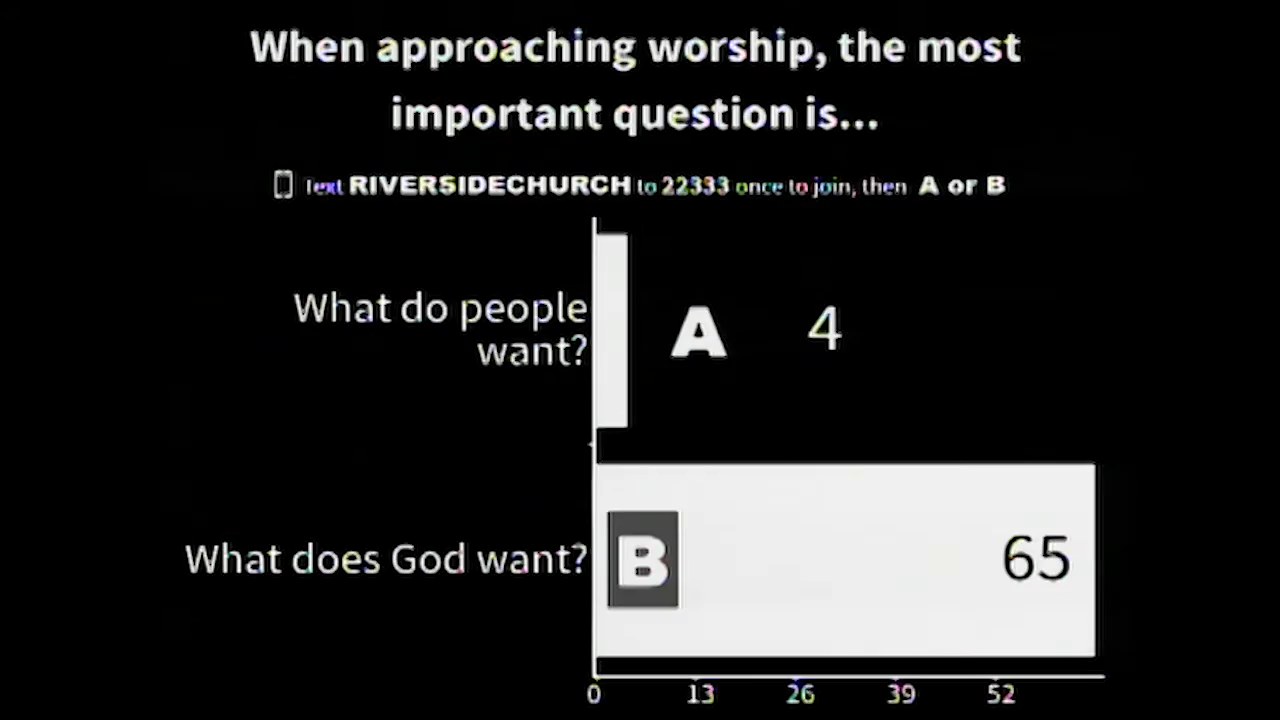 When approaching worship, the most
important question is...
Text RIVERSIDECHURCH to 22333 once to join, then A or B
What do people
want?
A 4
What does God want?
B 65
0 13 26 39 52